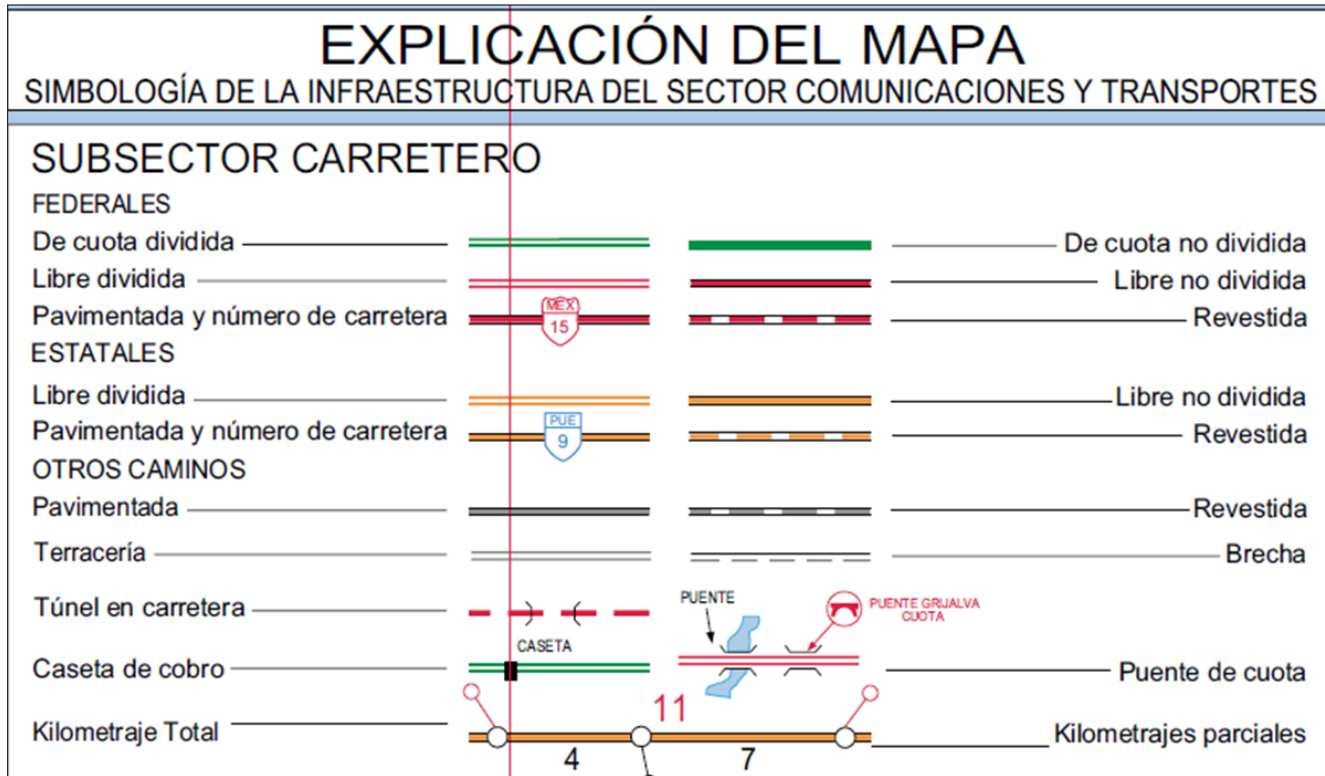 EXPLICACIÓN DEL MAPA
SIMBOLOGÍA DE LA INFRAESTRUCTURA DEL SECTOR COMUNICACIONES Y TRANSPORTES
SUBSECTOR CARRETERO
FEDERALES
De cuota dividida
De cuota no dividida
Libre dividida
Libre no dividida
Pavimentada y número de carretera
MEX
15
Revestida
ESTATALES
Libre dividida
Libre no dividida
Pavimentada y número de carretera
PUE
9
Revestida
OTROS CAMINOS
Pavimentada
Revestida
Terracería
Brecha
Túnel en carretera
PUENTE
PUENTE GRIJALVA
CUOTA
CASETA
Caseta de cobro
Puente de cuota
11
Kilometraje Total
Kilometrajes parciales
4
7